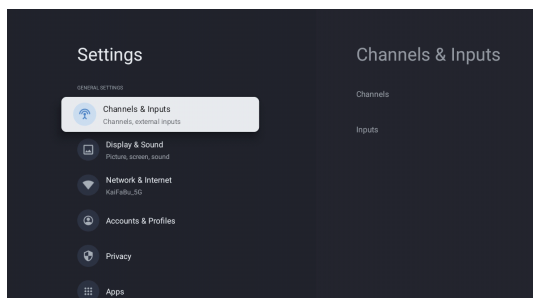 Settings
GENERAL SETTINGS
Channels & Inputs
Channels, external inputs
Display & Sound
Picture, screen, sound
Network & Internet
KaiFaBu_5G
Accounts & Profiles
Privacy
Apps
Channels & Inputs
Channels
Inputs